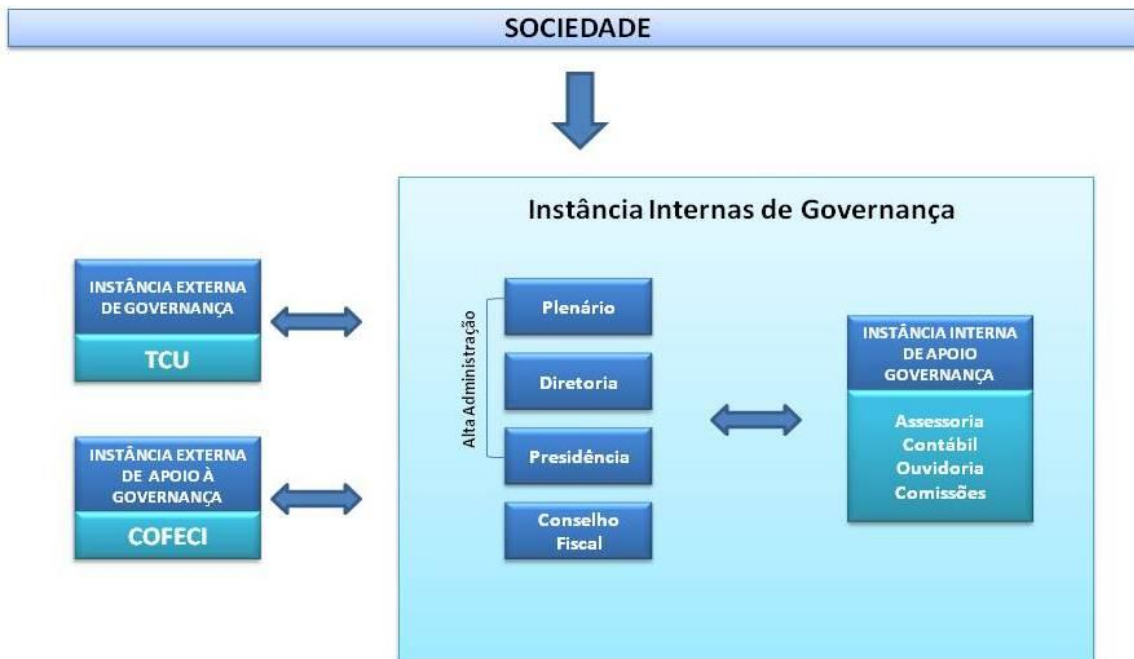 SOCIEDADE
Instância Internas de Governança
INSTÂNCIA EXTERNA
DE GOVERNANÇA
TCU
INSTÂNCIA EXTERNA
DE APOIO À
GOVERNANÇA
COFECI
Alta Administração
Plenário
Diretoria
Presidência
Conselho
Fiscal
INSTÂNCIA INTERNA
DE APOIO
GOVERNANÇA
Assessoria
Contábil
Ouvidoria
Comissões